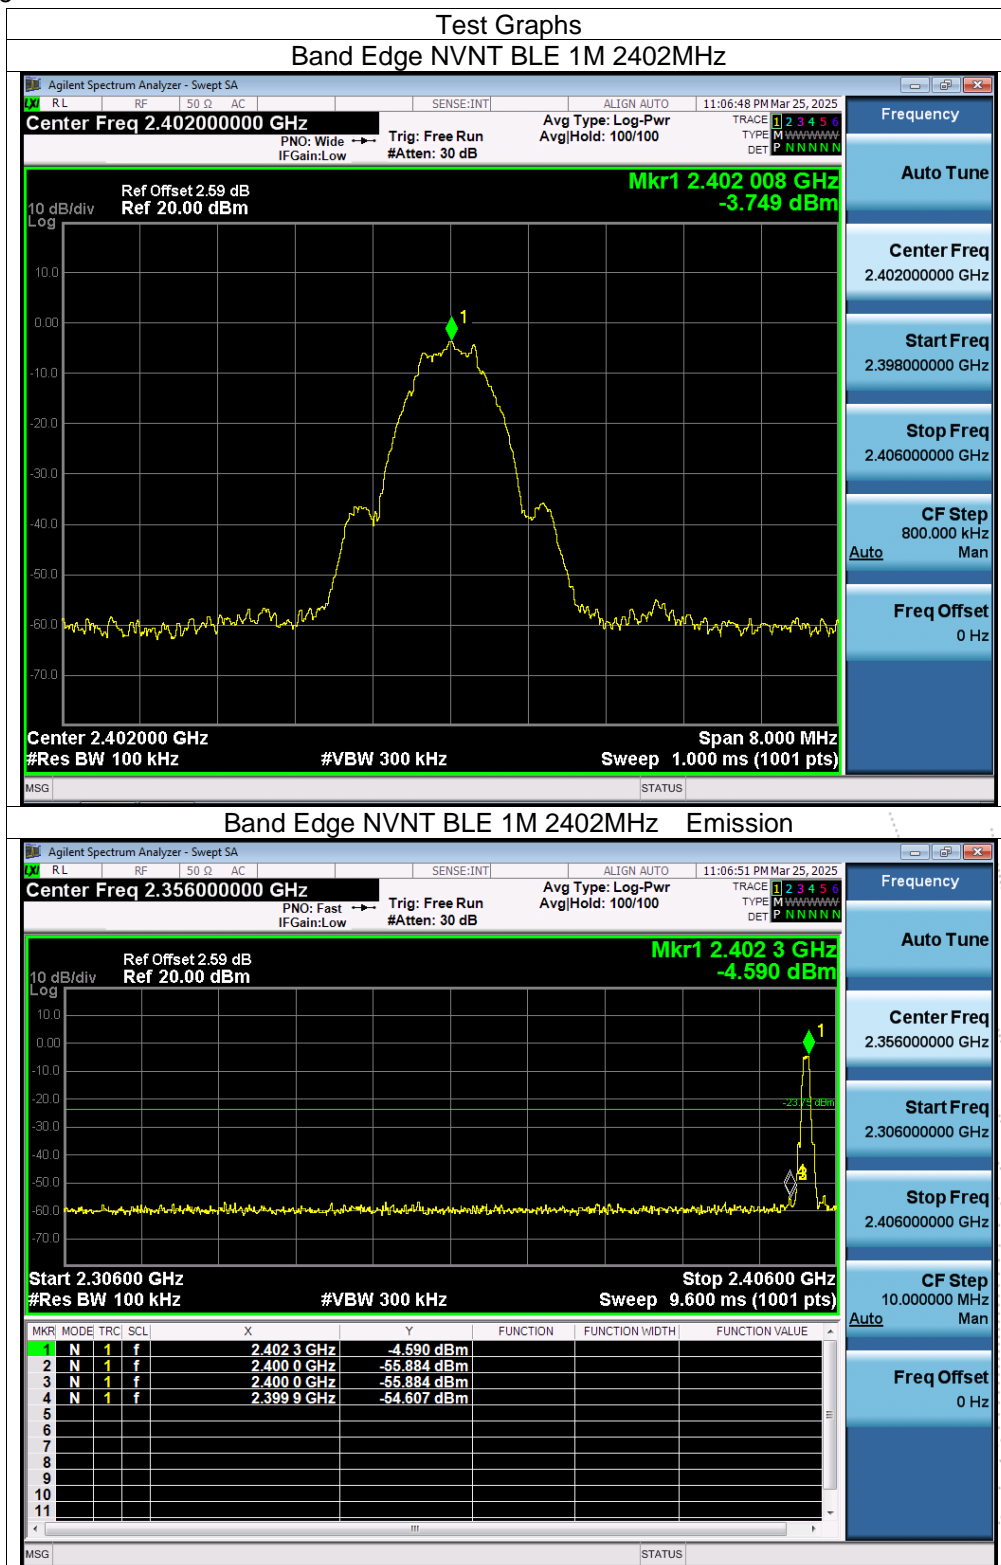 Test Graphs
Band Edge NVNT BLE 1M 2402MHz
Agilent Spectrum Analyzer - Swept SA
LXI RL RF 50 Ω AC SENSE:INT ALIGN AUTO 11:06:48 PM Mar 25, 2025
Center Freq 2.402000000 GHz
PNO: Wide
IFGain:Low
Trig: Free Run
#Atten: 30 dB
Avg Type: Log-Pwr
Avg|Hold: 100/100
TRACE 1 2 3 4 5 6
TYPE M WWWWW
DET P N N N N N
Ref Offset 2.59 dB
10 dB/div Ref 20.00 dBm
Log
Mkr1 2.402 008 GHz
-3.749 dBm
10.0
0.00
-10.0
-20.0
-30.0
-40.0
-50.0
-60.0
-70.0
1
Center 2.402000 GHz Span 8.000 MHz
#Res BW 100 kHz #VBW 300 kHz Sweep 1.000 ms (1001 pts)
MSG STATUS
Frequency
Auto Tune
Center Freq
2.402000000 GHz
Start Freq
2.398000000 GHz
Stop Freq
2.406000000 GHz
CF Step
800.000 kHz
Auto Man
Freq Offset
0 Hz
Band Edge NVNT BLE 1M 2402MHz Emission
Agilent Spectrum Analyzer - Swept SA
LXI RL RF 50 Ω AC SENSE:INT ALIGN AUTO 11:06:51 PM Mar 25, 2025
Center Freq 2.356000000 GHz
PNO: Fast
IFGain:Low
Trig: Free Run
#Atten: 30 dB
Avg Type: Log-Pwr
Avg|Hold: 100/100
TRACE 1 2 3 4 5 6
TYPE M WWWWW
DET P N N N N N
Ref Offset 2.59 dB
10 dB/div Ref 20.00 dBm
Log
Mkr1 2.402 3 GHz
-4.590 dBm
10.0
0.00
-10.0
-20.0
-30.0
-40.0
-50.0
-60.0
-70.0
1
-23.75 dBm
Start 2.30600 GHz Stop 2.40600 GHz
#Res BW 100 kHz #VBW 300 kHz Sweep 9.600 ms (1001 pts)
MKR MODE TRC SCL X Y FUNCTION FUNCTION WIDTH FUNCTION VALUE
1 N 1 f 2.402 3 GHz -4.590 dBm
2 N 1 f 2.400 0 GHz -55.884 dBm
3 N 1 f 2.400 0 GHz -55.884 dBm
4 N 1 f 2.399 9 GHz -54.607 dBm
5
6
7
8
9
10
11
MSG STATUS
Frequency
Auto Tune
Center Freq
2.356000000 GHz
Start Freq
2.306000000 GHz
Stop Freq
2.406000000 GHz
CF Step
10.000000 MHz
Auto Man
Freq Offset
0 Hz